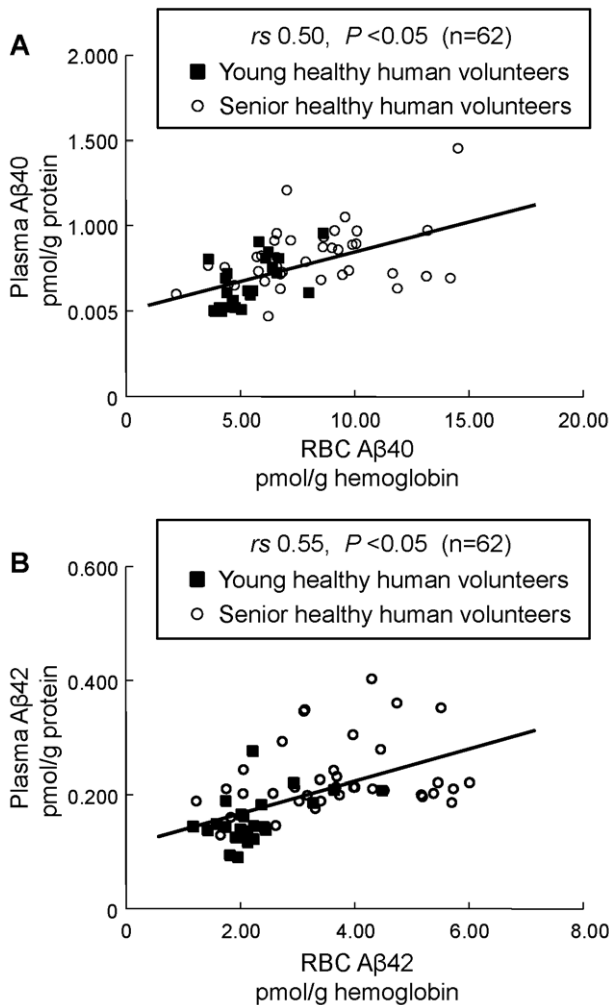 A
rs 0.50, P <0.05 (n=62)
■ Young healthy human volunteers
○ Senior healthy human volunteers
2.000
1.500
1.000
0.005
0
Plasma Aβ40
pmol/g protein
0
5.00
10.00
15.00
20.00
RBC Aβ40
pmol/g hemoglobin
B
rs 0.55, P <0.05 (n=62)
■ Young healthy human volunteers
○ Senior healthy human volunteers
0.600
0.400
0.200
0
Plasma Aβ42
pmol/g protein
0
2.00
4.00
6.00
8.00
RBC Aβ42
pmol/g hemoglobin